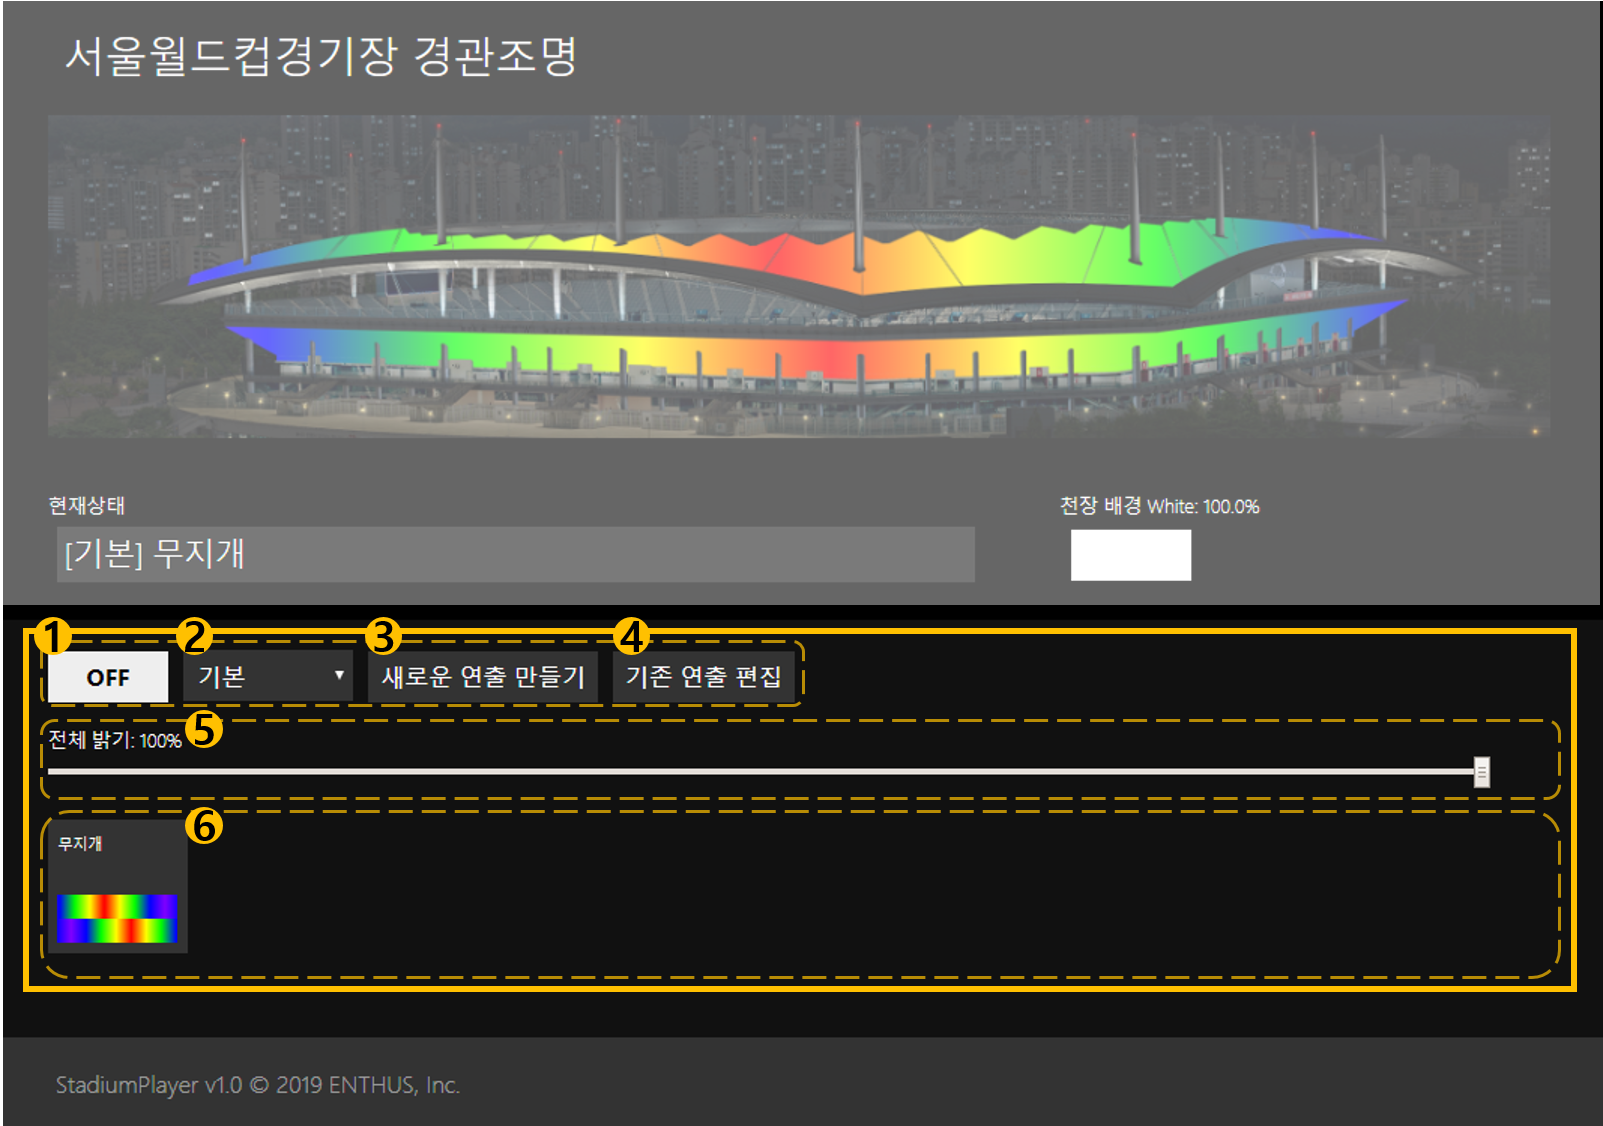 서울월드컵경기장 경관조명
현재상태
천장 배경 White: 100.0%
[기본] 무지개
1
2
3
4
OFF
기본
새로운 연출 만들기
기존 연출 편집
전체 밝기: 100%
5
6
무지개
StadiumPlayer v1.0 © 2019 ENTHUS, Inc.